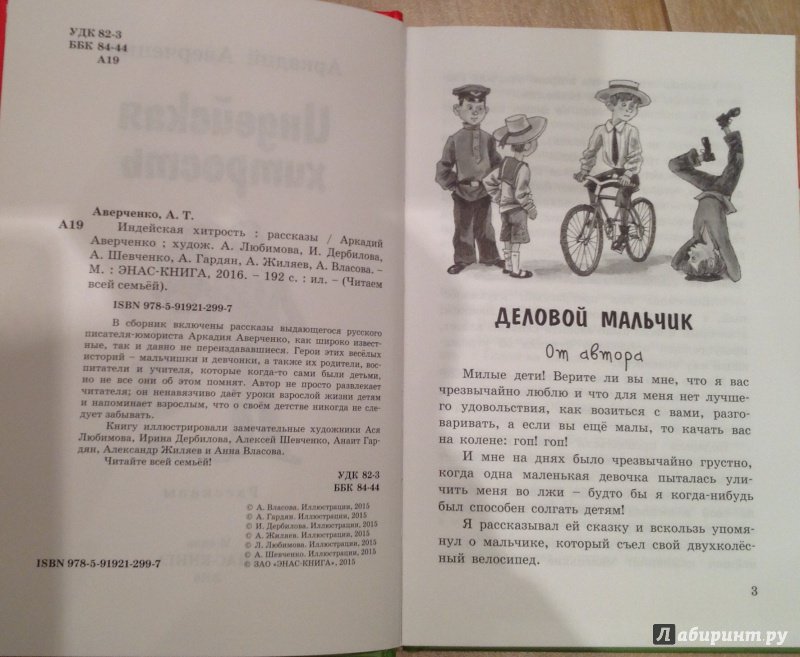 УДК 82-3
ББК 84-44
А19
Аверченко, А. Т.
А19
Индейская хитрость : рассказы / Аркадий
Аверченко ; худож. А. Любимова, И. Дербилова,
А. Шевченко, А. Гардян, А. Жиляев, А. Власова. –
М. : ЭНАС-КНИГА, 2016. – 192 с. : ил. – (Читаем
всей семьёй).
ISBN 978-5-91921-299-7
В сборник включены рассказы выдающегося русского
писателя-юмориста Аркадия Аверченко, как широко извест-
ные, так и давно не переиздававшиеся. Герои этих весёлых
историй – мальчишки и девчонки, а также их родители, вос-
питатели и учителя, которые когда-то сами были детьми,
но не все они об этом помнят. Автор не просто развлекает
читателя; он ненавязчиво даёт уроки взрослой жизни детям
и напоминает взрослым, что о своём детстве никогда не сле-
дует забывать.
Книгу иллюстрировали замечательные художники Ася
Любимова, Ирина Дербилова, Алексей Шевченко, Анаит Гар-
дян, Александр Жиляев и Анна Власова.
Читайте всей семьёй!
УДК 82-3
ББК 84-44
© А. Власова. Иллюстрации, 2015
© А. Гардян. Иллюстрации, 2015
© И. Дербилова. Иллюстрации, 2015
© А. Жиляев. Иллюстрации, 2015
© Л. Любимова. Иллюстрации, 2015
© А. Шевченко. Иллюстрации, 2015
© ЗАО «ЭНАС-КНИГА», 2015
ISBN 978-5-91921-299-7
ДЕЛОВОЙ МАЛЬЧИК
От автора
Милые дети! Верите ли вы мне, что я вас
чрезвычайно люблю и что для меня нет лучше-
го удовольствия, как возиться с вами, разго-
варивать, а если вы ещё малы, то качать вас
на колене: гоп! гоп!
И мне на днях было чрезвычайно грустно,
когда одна маленькая девочка пыталась ули-
чить меня во лжи – будто бы я когда-нибудь
был способен солгать детям!
Я рассказывал ей сказку и вскользь упомя-
нул о мальчике, который съел свой двухколёс-
ный велосипед.
3
Лабиринт.ру